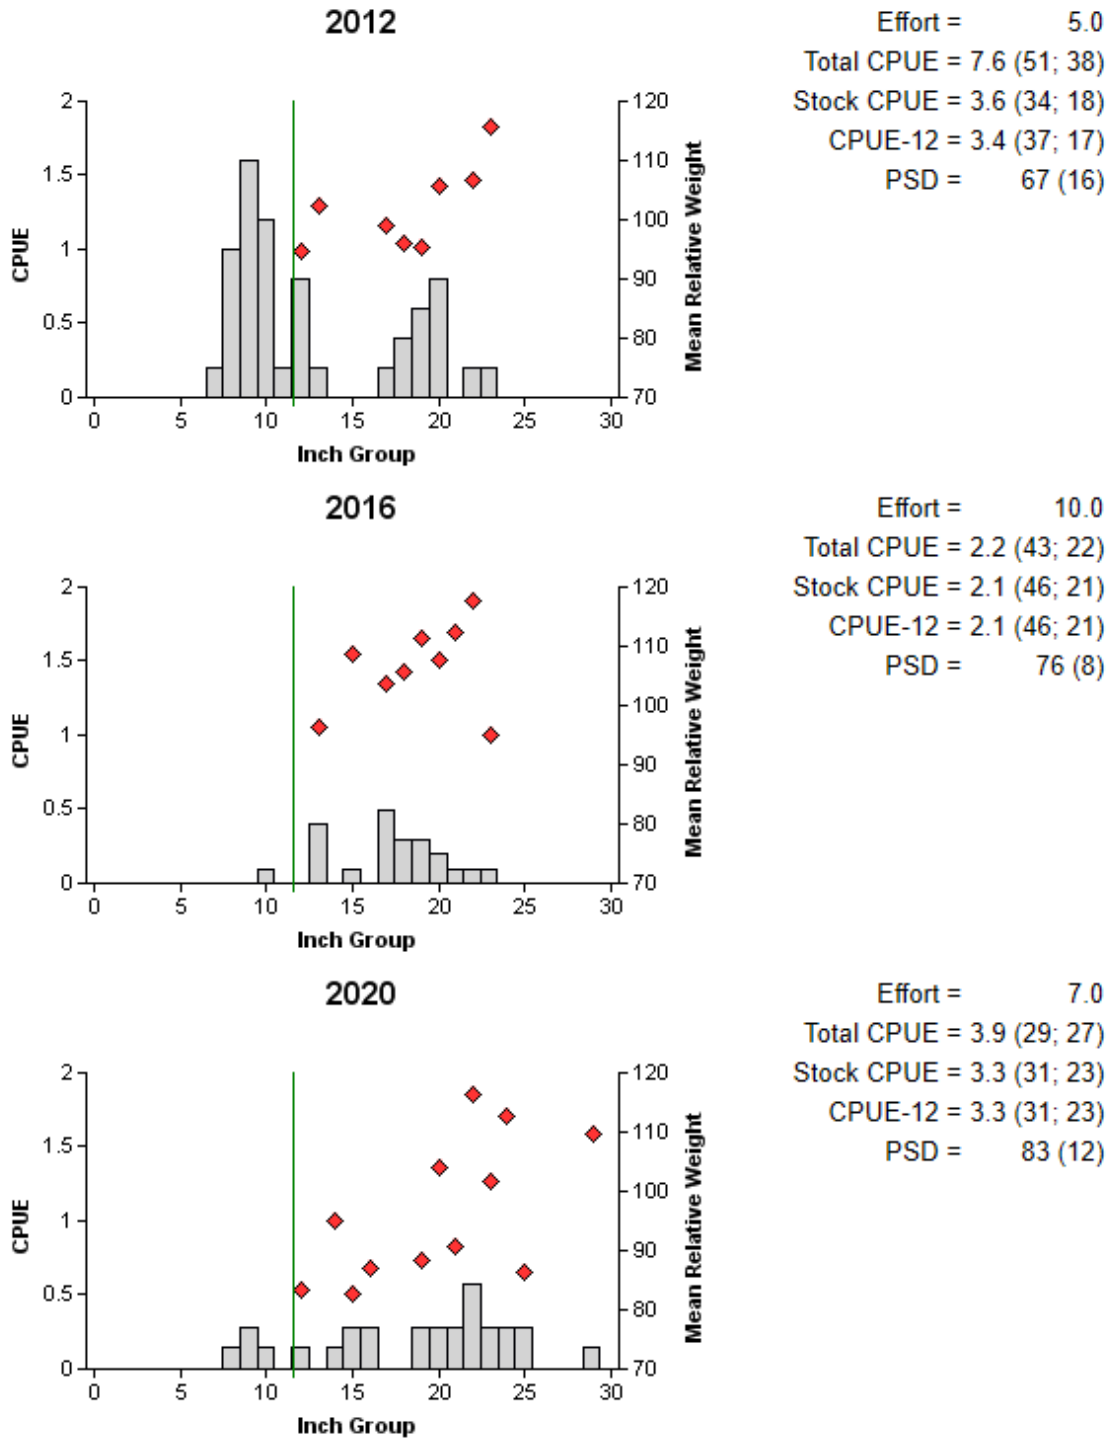 2012
Effort = 5.0
Total CPUE = 7.6 (51; 38)
Stock CPUE = 3.6 (34; 18)
CPUE-12 = 3.4 (37; 17)
PSD = 67 (16)
2
1.5
1
0.5
0
CPUE
120
110
100
90
80
70
Mean Relative Weight
0 5 10 15 20 25 30
Inch Group
2016
Effort = 10.0
Total CPUE = 2.2 (43; 22)
Stock CPUE = 2.1 (46; 21)
CPUE-12 = 2.1 (46; 21)
PSD = 76 (8)
2
1.5
1
0.5
0
CPUE
120
110
100
90
80
70
Mean Relative Weight
0 5 10 15 20 25 30
Inch Group
2020
Effort = 7.0
Total CPUE = 3.9 (29; 27)
Stock CPUE = 3.3 (31; 23)
CPUE-12 = 3.3 (31; 23)
PSD = 83 (12)
2
1.5
1
0.5
0
CPUE
120
110
100
90
80
70
Mean Relative Weight
0 5 10 15 20 25 30
Inch Group